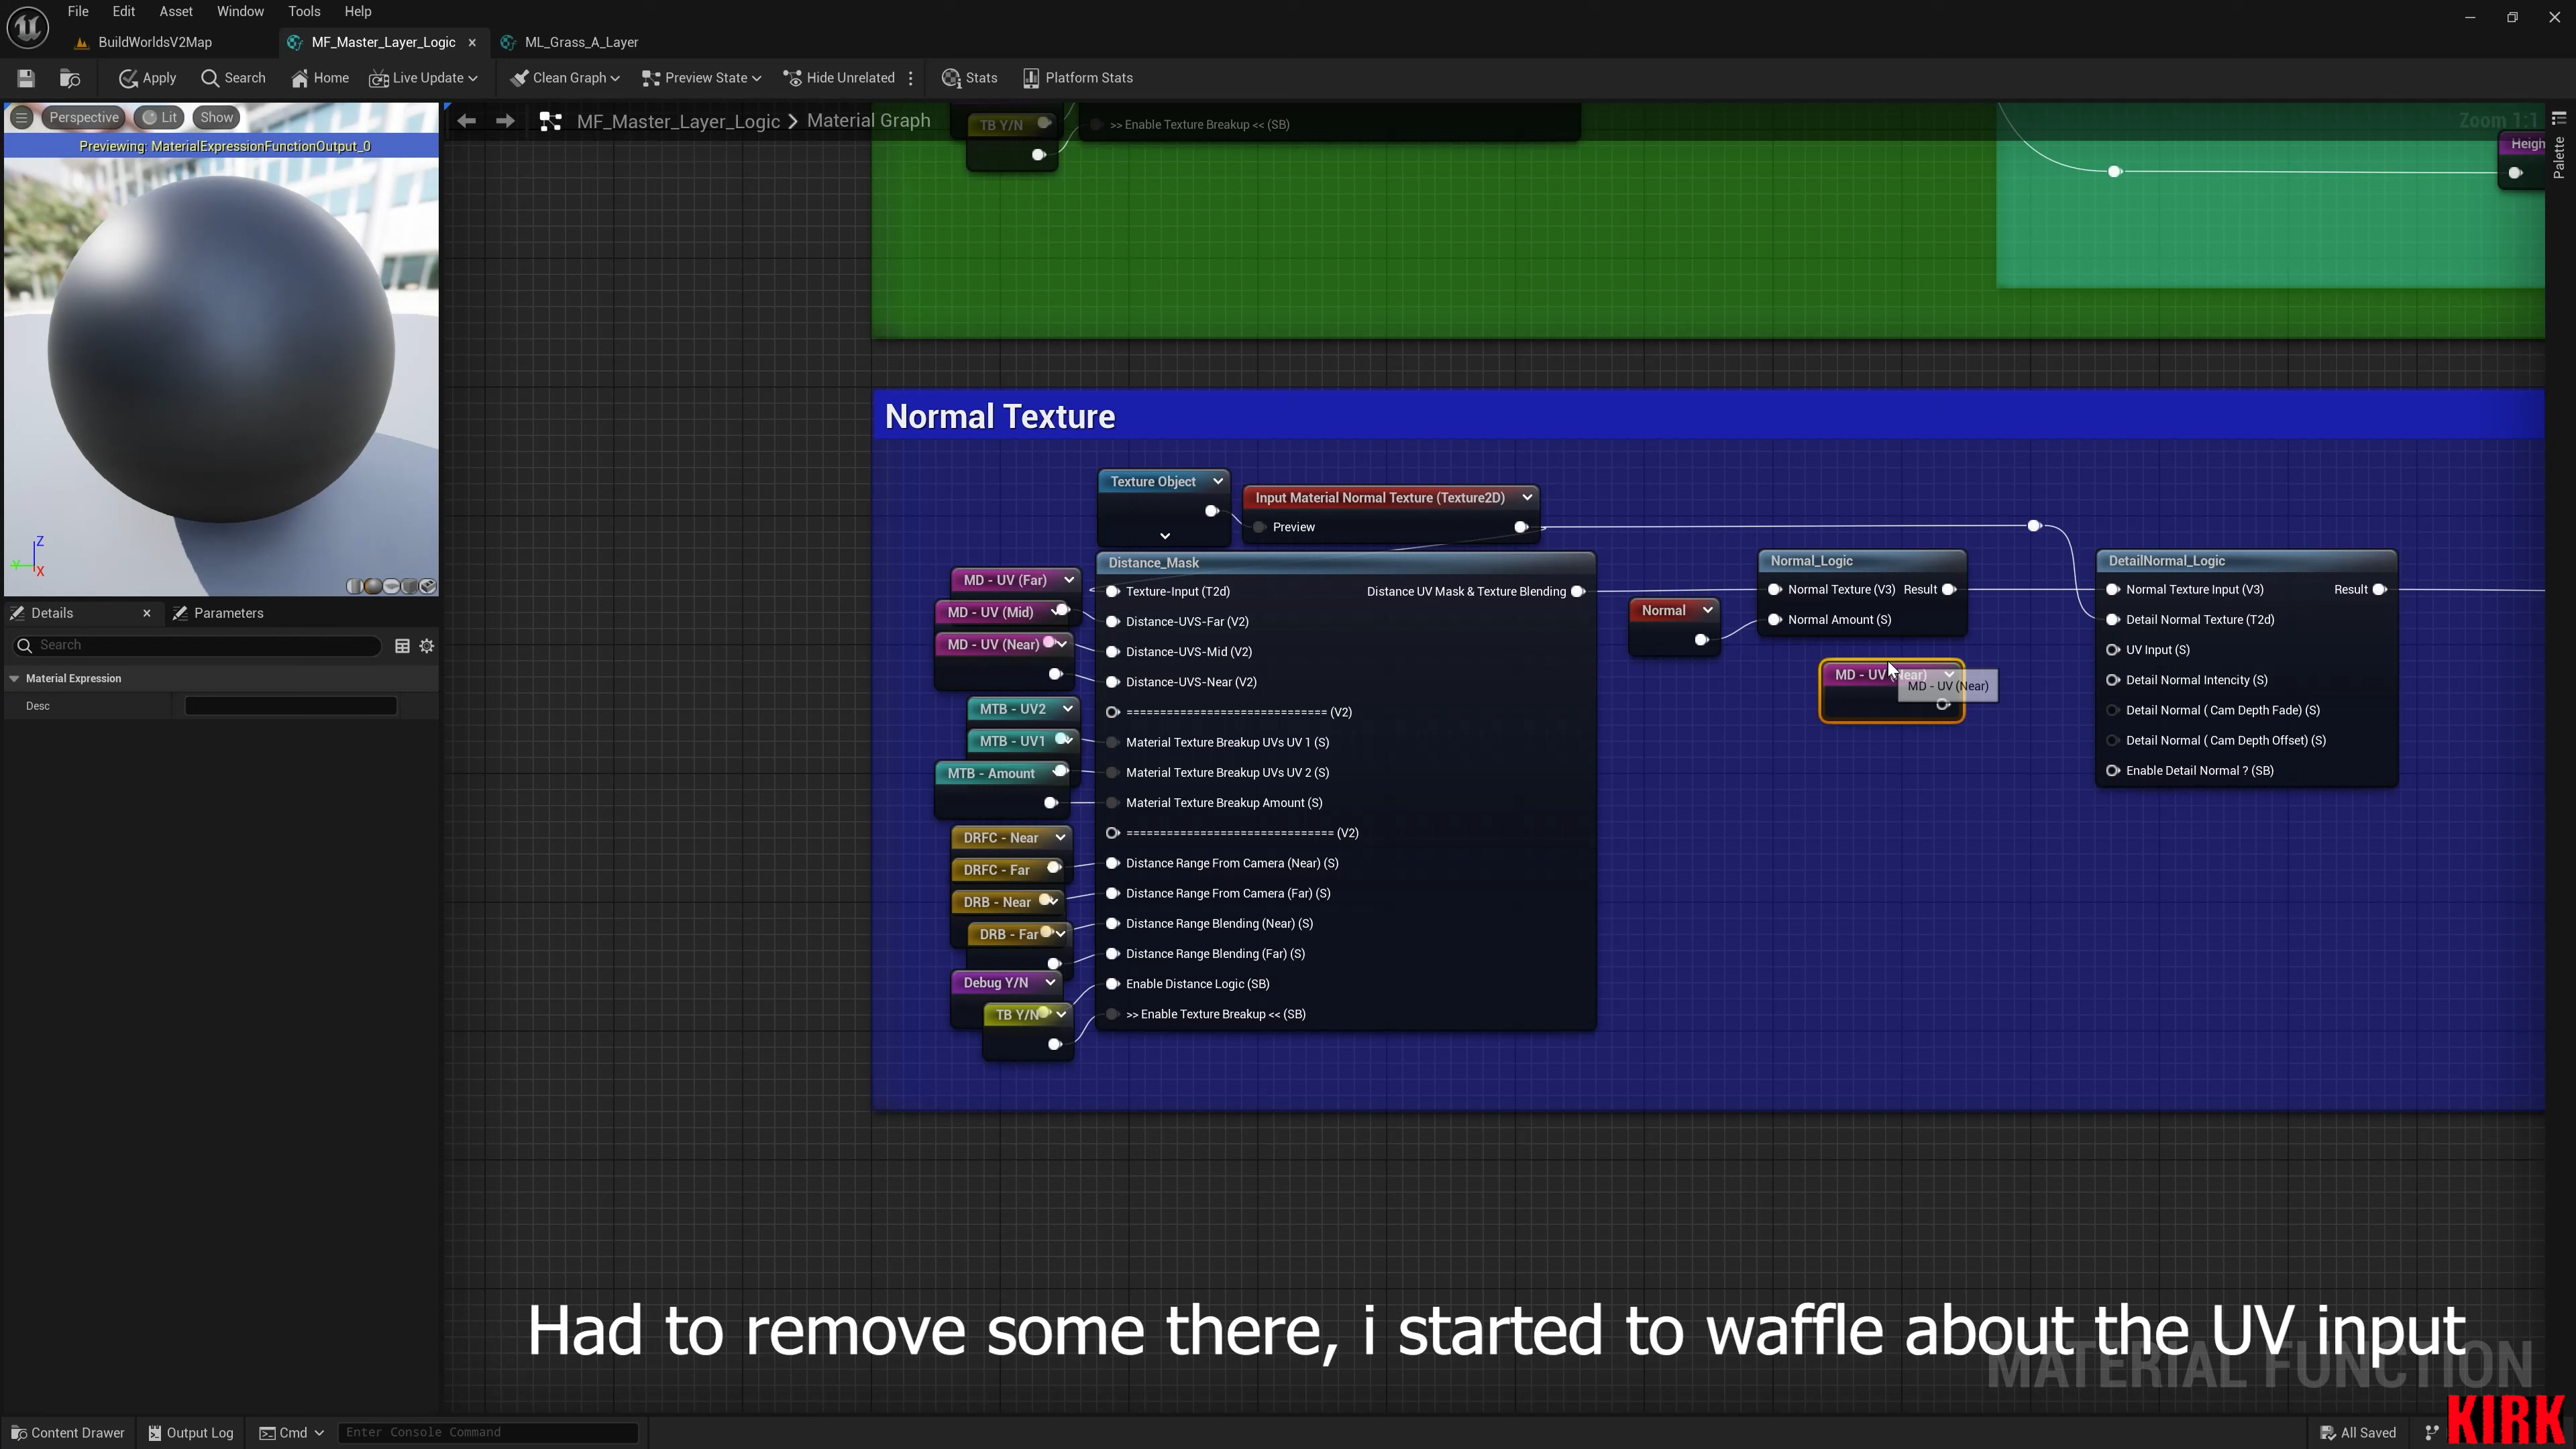 File Edit Asset Window Tools Help
BuildWorldsV2Map MF_Master_Layer_Logic ML_Grass_A_Layer
Apply Search Home Live Update Clean Graph Preview State Hide Unrelated Stats Platform Stats
Perspective Lit Show
Previewing: MaterialExpressionFunctionOutput_0
Z
Y
X
MF_Master_Layer_Logic > Material Graph
Zoom 1:1
Palette
TB Y/N
>> Enable Texture Breakup << (SB)
Heigh
Details Parameters
Search
Material Expression
Desc
Normal Texture
Texture Object
Input Material Normal Texture (Texture2D)
Preview
MD - UV (Far)
MD - UV (Mid)
MD - UV (Near)
MTB - UV2
MTB - UV1
MTB - Amount
DRFC - Near
DRFC - Far
DRB - Near
DRB - Far
Debug Y/N
TB Y/N
Distance_Mask
Texture-Input (T2d) Distance UV Mask & Texture Blending
Distance-UVS-Far (V2)
Distance-UVS-Mid (V2)
Distance-UVS-Near (V2)
============================== (V2)
Material Texture Breakup UVs UV 1 (S)
Material Texture Breakup UVs UV 2 (S)
Material Texture Breakup Amount (S)
=============================== (V2)
Distance Range From Camera (Near) (S)
Distance Range From Camera (Far) (S)
Distance Range Blending (Near) (S)
Distance Range Blending (Far) (S)
Enable Distance Logic (SB)
>> Enable Texture Breakup << (SB)
Normal
Normal_Logic
Normal Texture (V3) Result
Normal Amount (S)
MD - UV (Near)
MD - UV (Near)
DetailNormal_Logic
Normal Texture Input (V3) Result
Detail Normal Texture (T2d)
UV Input (S)
Detail Normal Intencity (S)
Detail Normal ( Cam Depth Fade) (S)
Detail Normal ( Cam Depth Offset) (S)
Enable Detail Normal ? (SB)
Had to remove some there, i started to waffle about the UV input
MATERIAL FUNCTION
KIRK
Content Drawer Output Log Cmd Enter Console Command All Saved